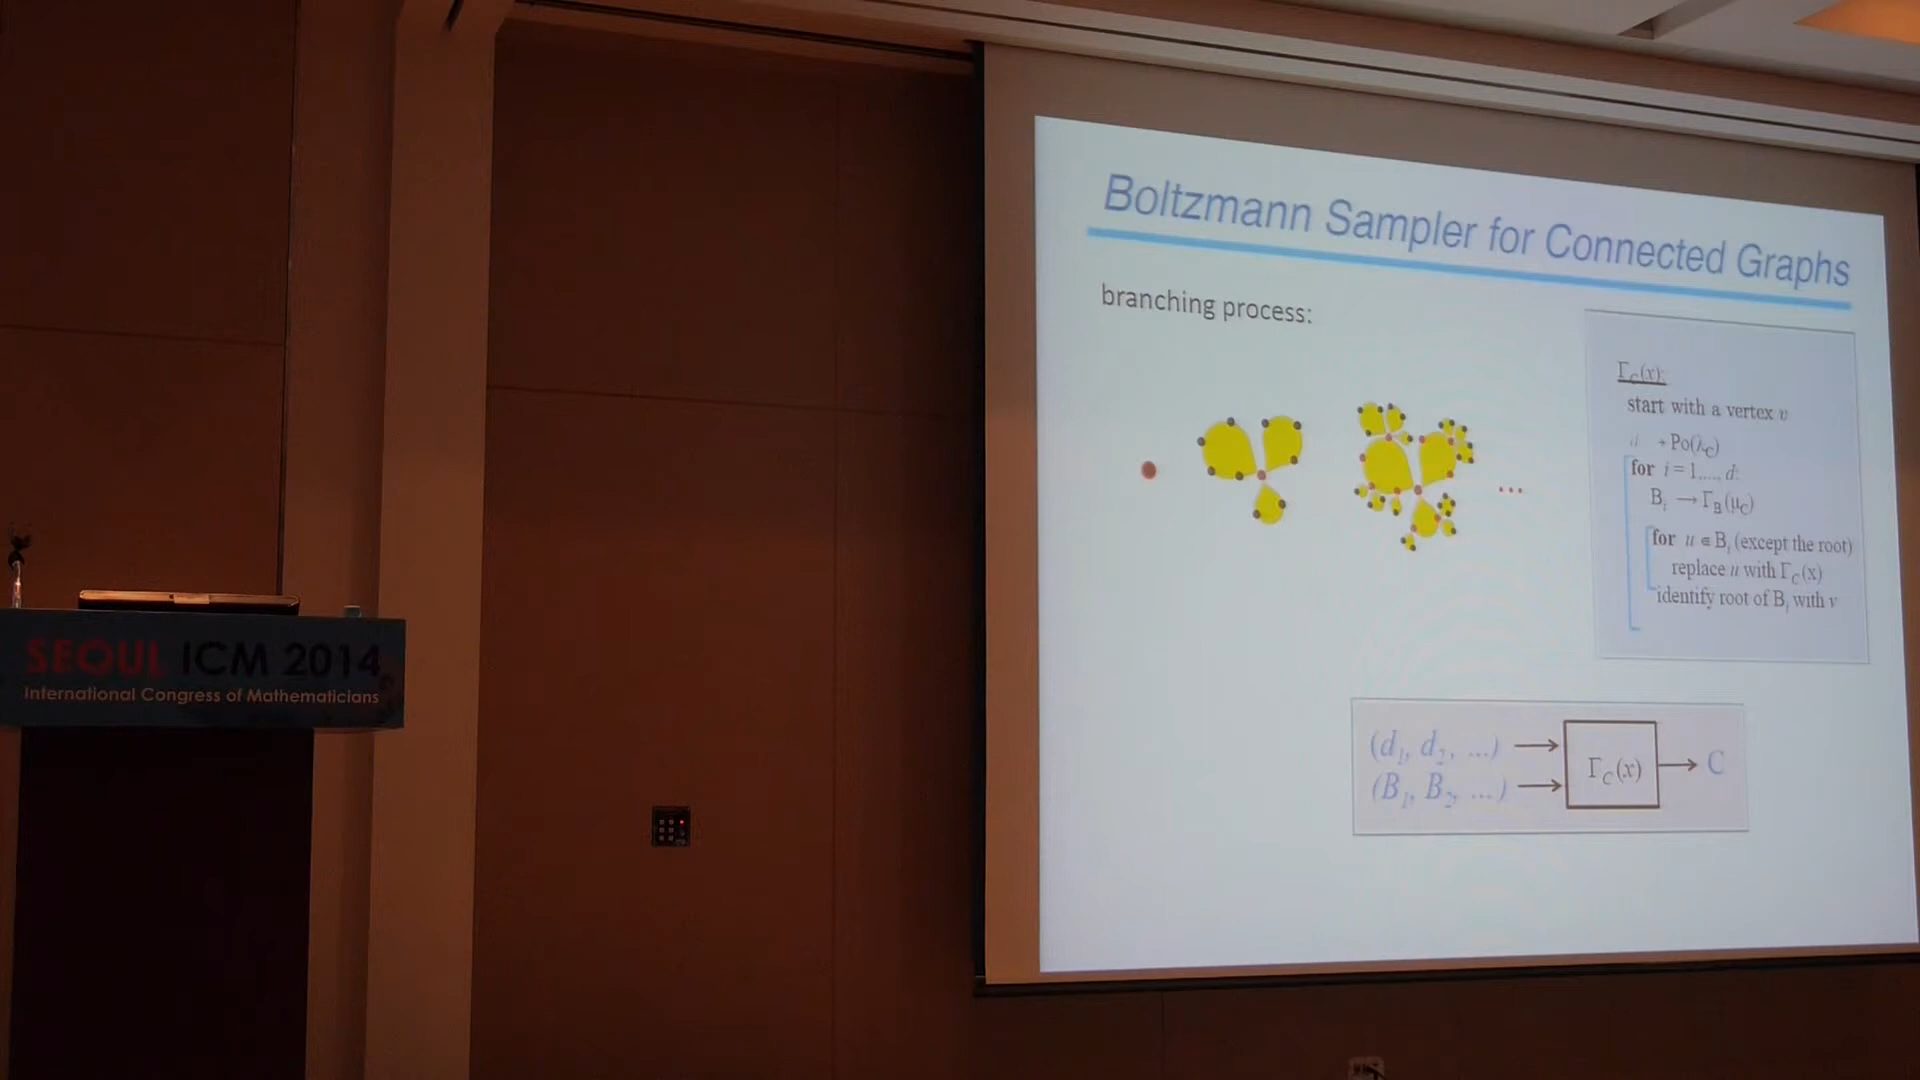 Boltzmann Sampler for Connected Graphs
branching process:
Γ_C(x):
start with a vertex v
Po(λ_C)
for i = 1,..., d:
B_i → Γ_B(μ_C)
for u ∈ B_i (except the root)
replace u with Γ_C(x)
identify root of B_i with v
...
(d_1, d_2, ...)
(B_1, B_2, ...)
Γ_C(x)
C
SEOUL ICM 2014
International Congress of Mathematicians